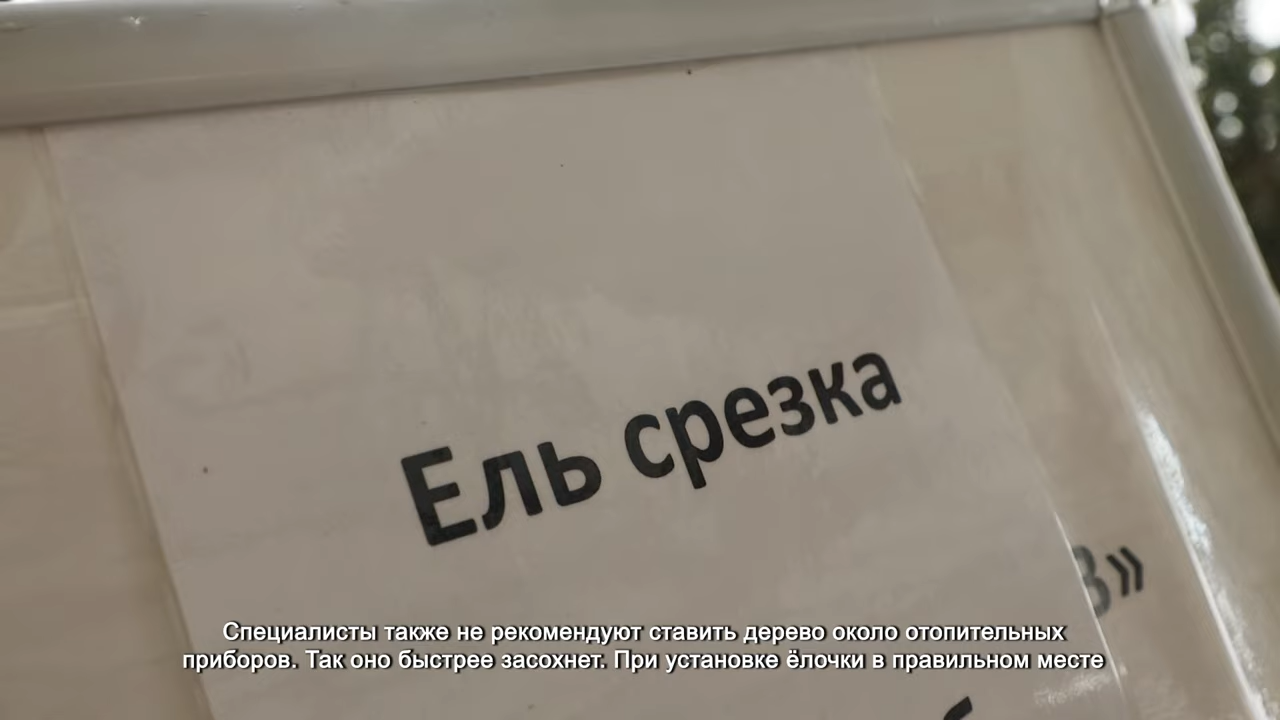 Ель срезка
Специалисты также не рекомендуют ставить дерево около отопительных
приборов. Так оно быстрее засохнет. При установке ёлочки в правильном месте